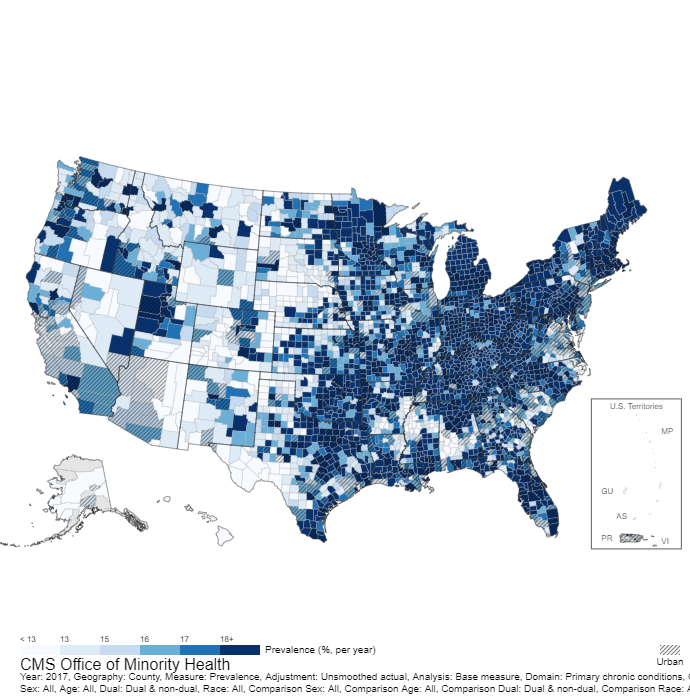 U.S. Territories
MP
GU
AS
PR
VI
< 13 13 15 16 17 18+
Prevalence (%, per year)
Urban
CMS Office of Minority Health
Year: 2017, Geography: County, Measure: Prevalence, Adjustment: Unsmoothed actual, Analysis: Base measure, Domain: Primary chronic conditions,
Sex: All, Age: All, Dual: Dual & non-dual, Race: All, Comparison Sex: All, Comparison Age: All, Comparison Dual: Dual & non-dual, Comparison Race: